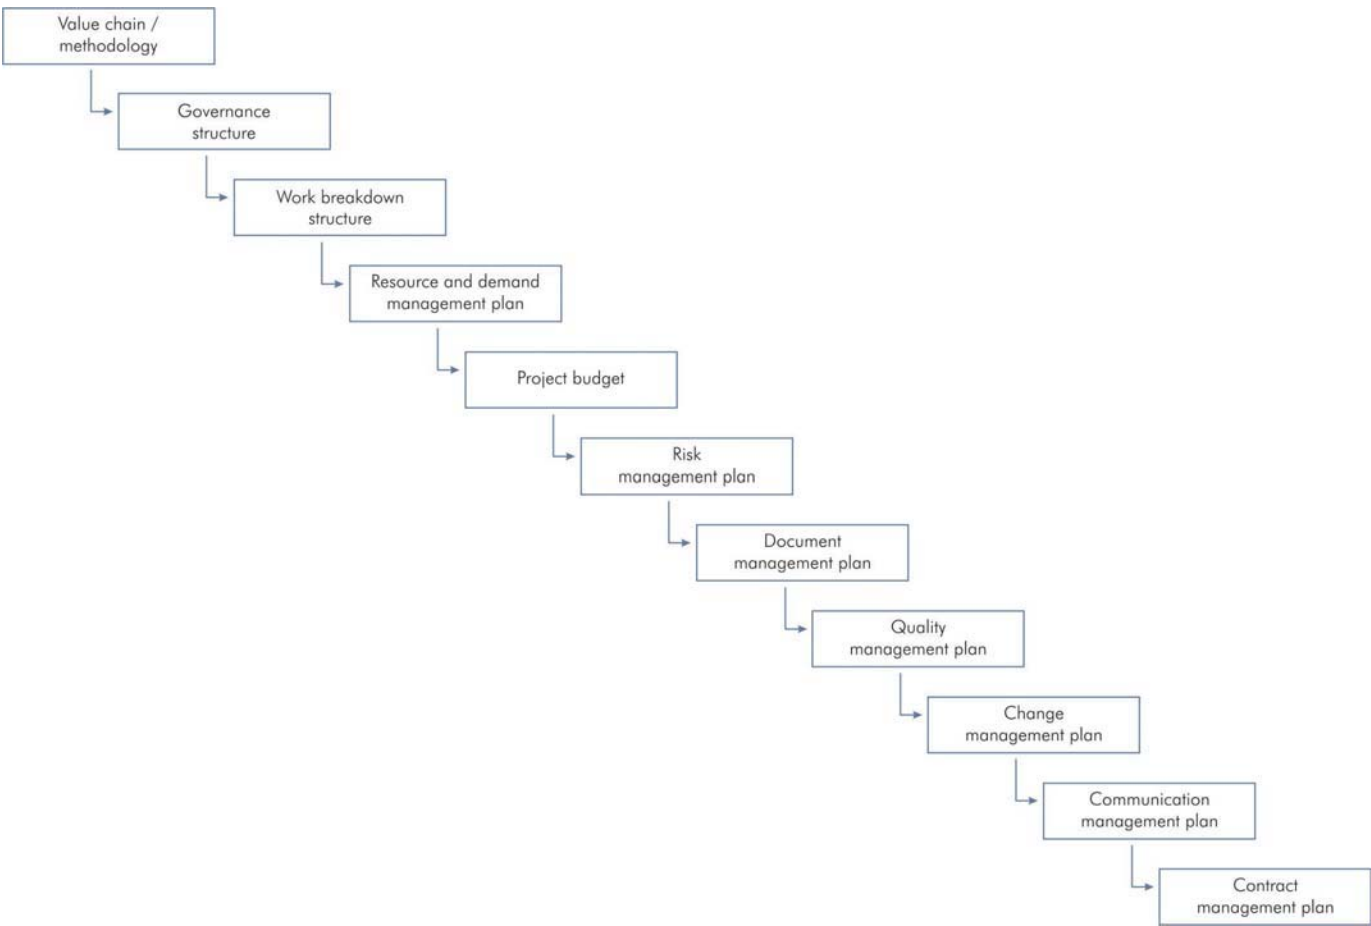 Value chain /
methodology
Governance
structure
Work breakdown
structure
Resource and demand
management plan
Project budget
Risk
management plan
Document
management plan
Quality
management plan
Change
management plan
Communication
management plan
Contract
management plan